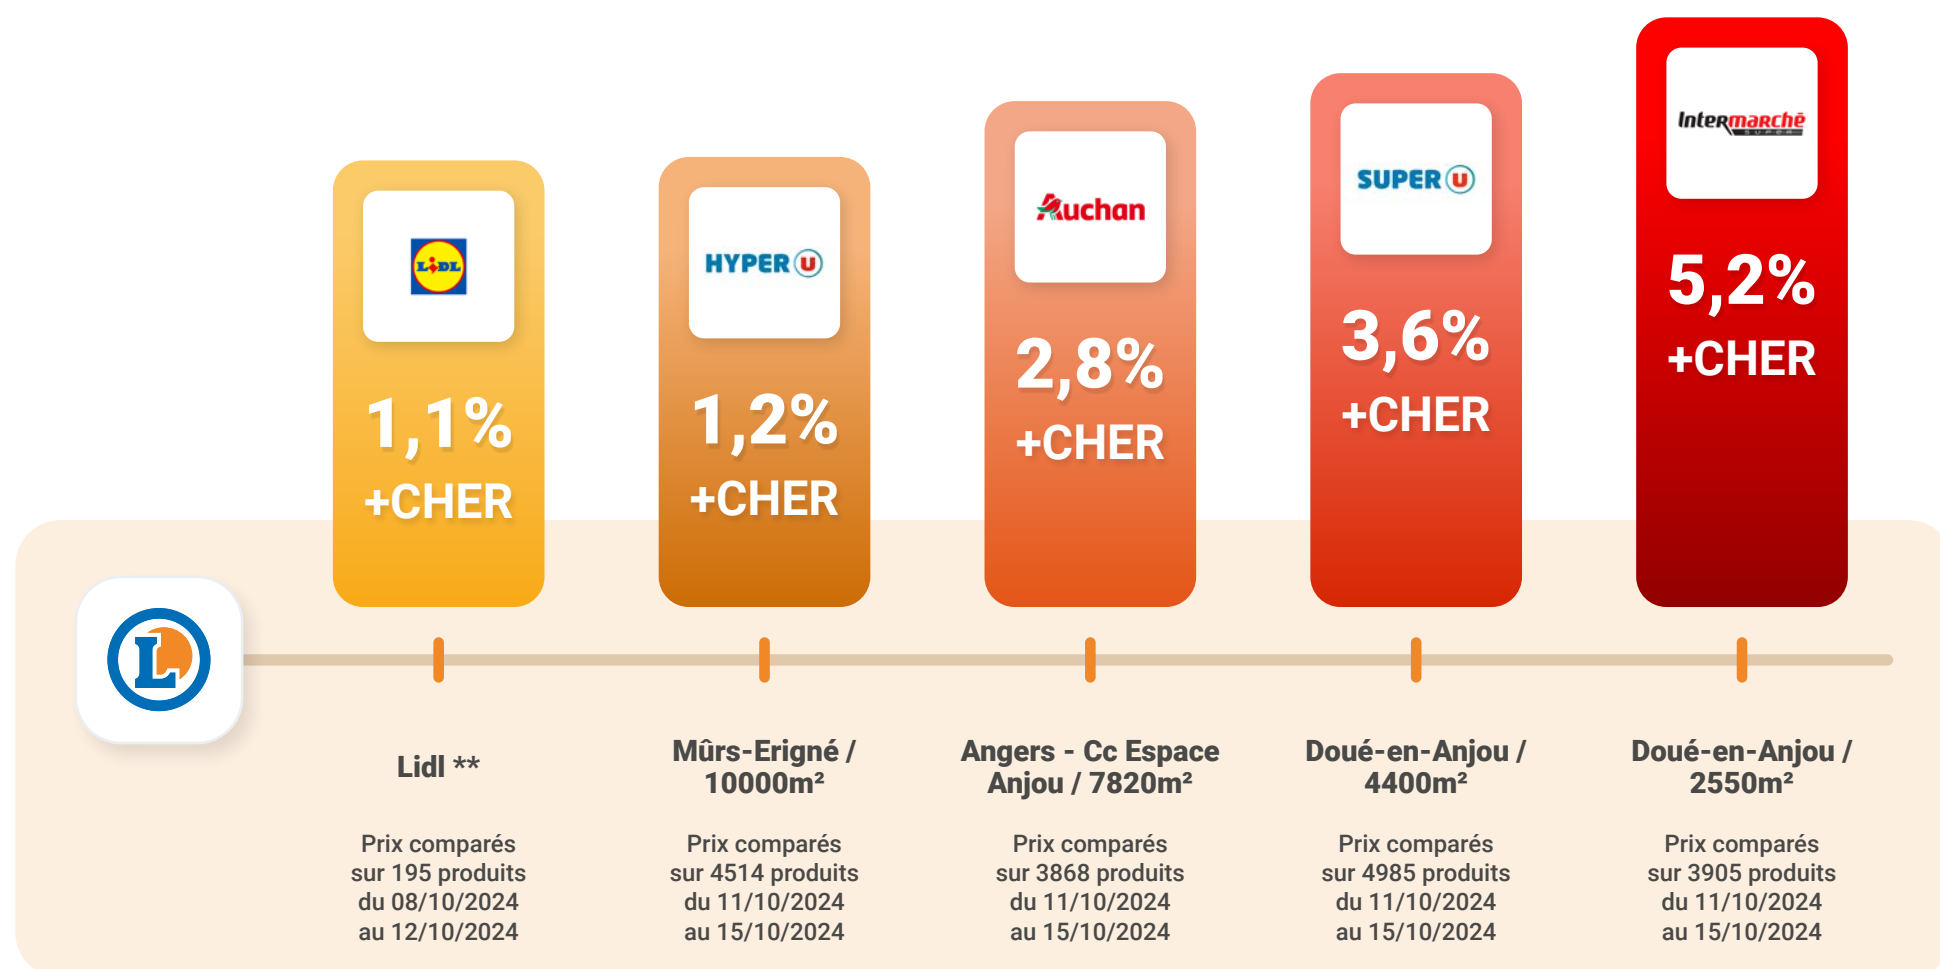 LIDL
1,1%
+CHER
HYPER U
1,2%
+CHER
Auchan
2,8%
+CHER
SUPER U
3,6%
+CHER
Intermarchē
SUPER
5,2%
+CHER
L
Lidl **
Prix comparés
sur 195 produits
du 08/10/2024
au 12/10/2024
Mûrs-Erigné /
10000m²
Prix comparés
sur 4514 produits
du 11/10/2024
au 15/10/2024
Angers - Cc Espace
Anjou / 7820m²
Prix comparés
sur 3868 produits
du 11/10/2024
au 15/10/2024
Doué-en-Anjou /
4400m²
Prix comparés
sur 4985 produits
du 11/10/2024
au 15/10/2024
Doué-en-Anjou /
2550m²
Prix comparés
sur 3905 produits
du 11/10/2024
au 15/10/2024